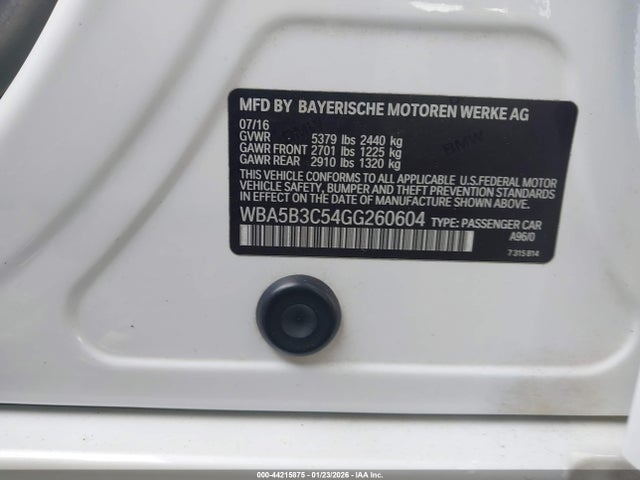 MFD BY BAYERISCHE MOTOREN WERKE AG
07/16
GVWR 5379 lbs 2440 kg
GAWR FRONT 2701 lbs 1225 kg
GAWR REAR 2910 lbs 1320 kg
THIS VEHICLE CONFORMS TO ALL APPLICABLE U.S.FEDERAL MOTOR
VEHICLE SAFETY, BUMPER AND THEFT PREVENTION STANDARDS
IN EFFECT ON THE DATE OF MANUFACTURE SHOWN ABOVE.
WBA5B3C54GG260604 TYPE: PASSENGER CAR
A96/0
7 315 814
000-44215875 - 01/23/2026 - IAA Inc.